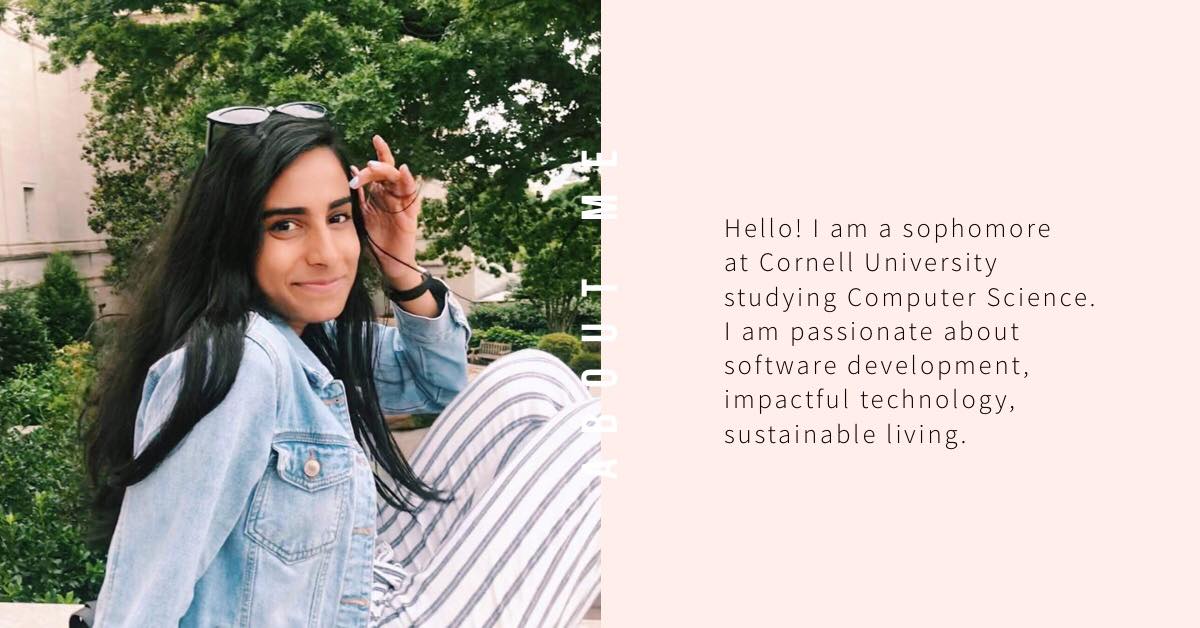 ABOUT ME
Hello! I am a sophomore
at Cornell University
studying Computer Science.
I am passionate about
software development,
impactful technology,
sustainable living.